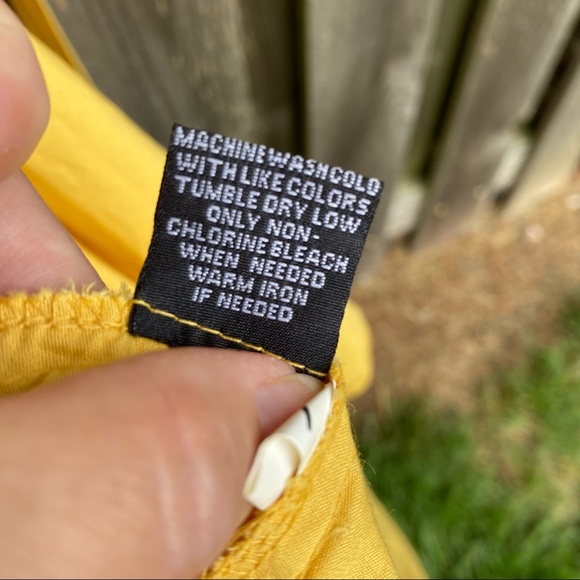 MACHINE WASH COLD
WITH LIKE COLORS
TUMBLE DRY LOW
ONLY NON-
CHLORINE BLEACH
WHEN NEEDED
WARM IRON
IF NEEDED